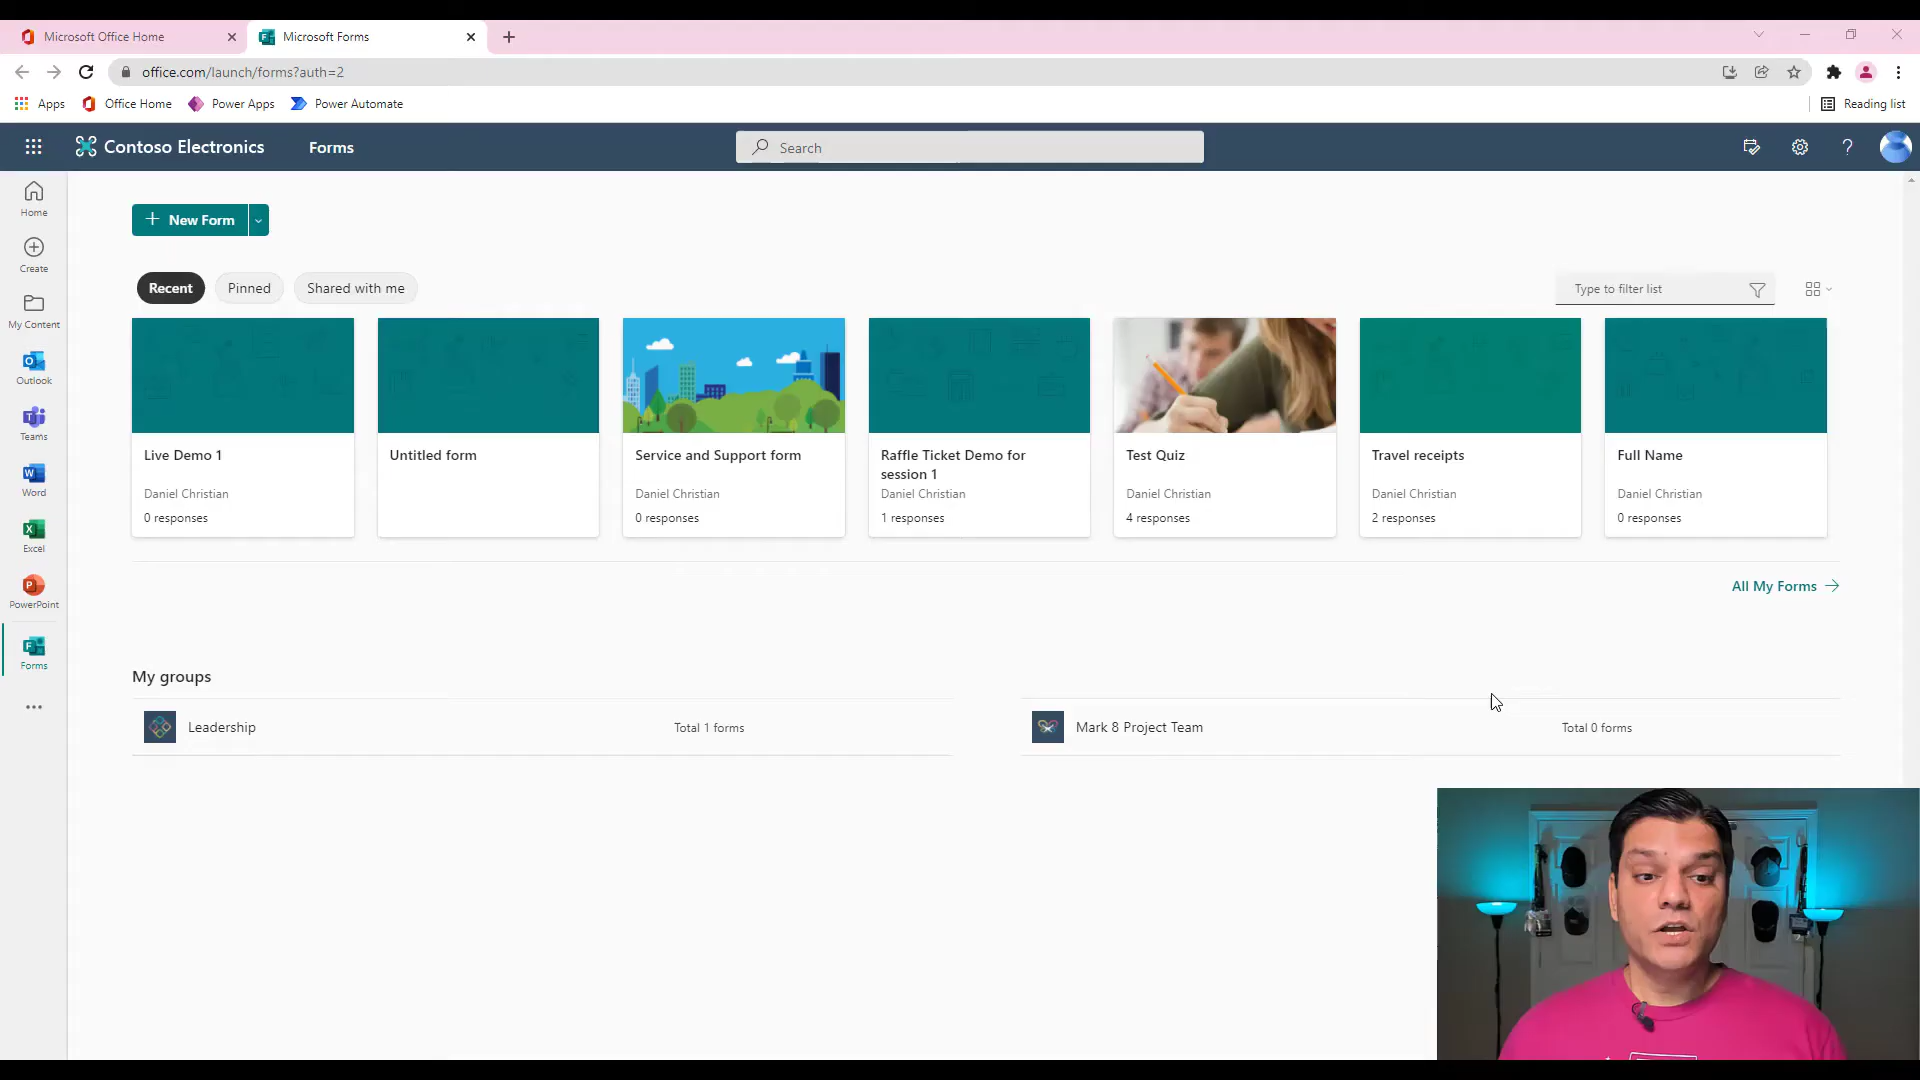 Microsoft Office Home
Microsoft Forms
office.com/launch/forms?auth=2
Apps
Office Home
Power Apps
Power Automate
Reading list
Contoso Electronics
Forms
Search
Home
Create
My Content
Outlook
Teams
Word
Excel
PowerPoint
Forms
New Form
Recent
Pinned
Shared with me
Type to filter list
Live Demo 1
Daniel Christian
0 responses
Untitled form
Service and Support form
Daniel Christian
0 responses
Raffle Ticket Demo for
session 1
Daniel Christian
1 responses
Test Quiz
Daniel Christian
4 responses
Travel receipts
Daniel Christian
2 responses
Full Name
Daniel Christian
0 responses
All My Forms
My groups
Leadership
Total 1 forms
Mark 8 Project Team
Total 0 forms